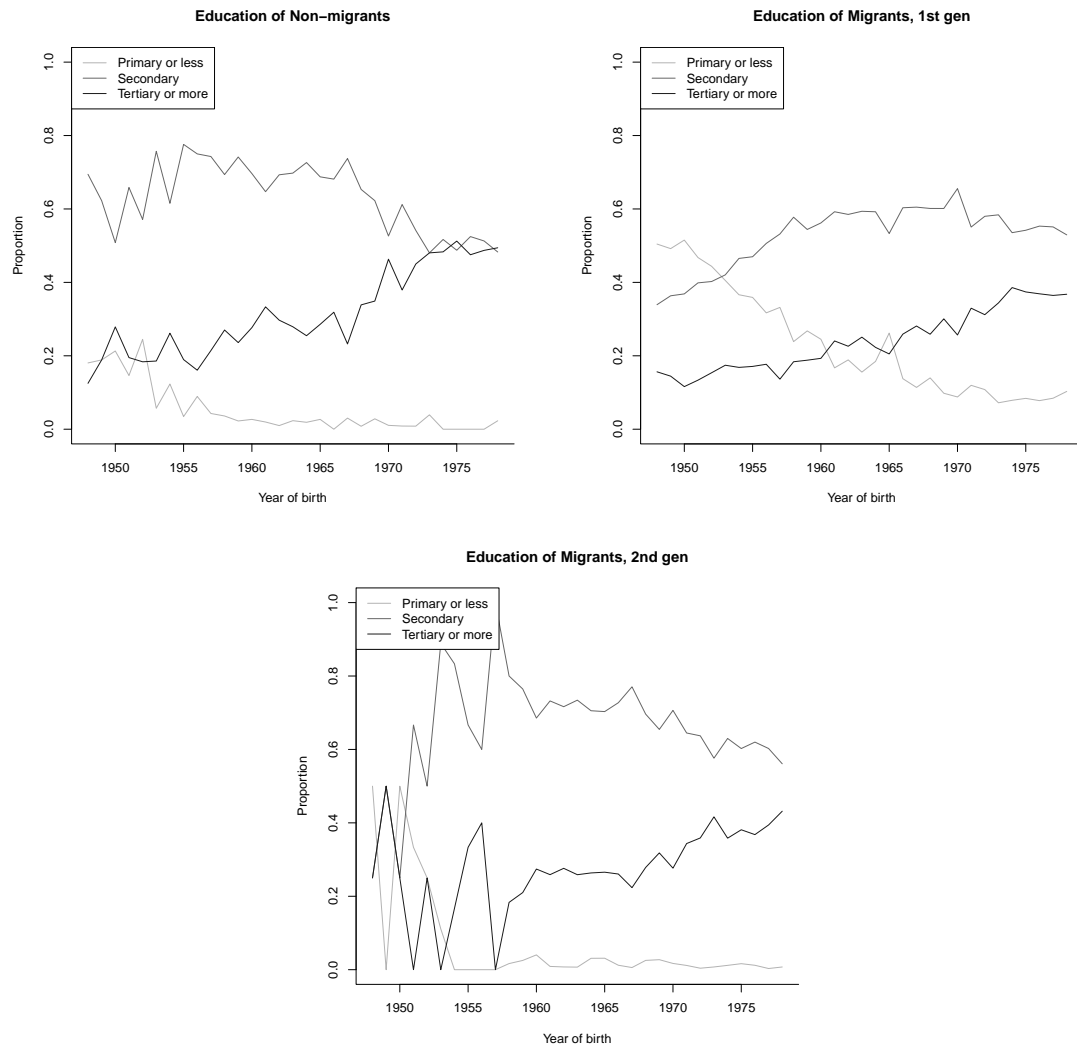 Education of Non−migrants
Primary or less
Secondary
Tertiary or more
Proportion
0.0 0.2 0.4 0.6 0.8 1.0
1950 1955 1960 1965 1970 1975
Year of birth
Education of Migrants, 1st gen
Primary or less
Secondary
Tertiary or more
Proportion
0.0 0.2 0.4 0.6 0.8 1.0
1950 1955 1960 1965 1970 1975
Year of birth
Education of Migrants, 2nd gen
Primary or less
Secondary
Tertiary or more
Proportion
0.0 0.2 0.4 0.6 0.8 1.0
1950 1955 1960 1965 1970 1975
Year of birth